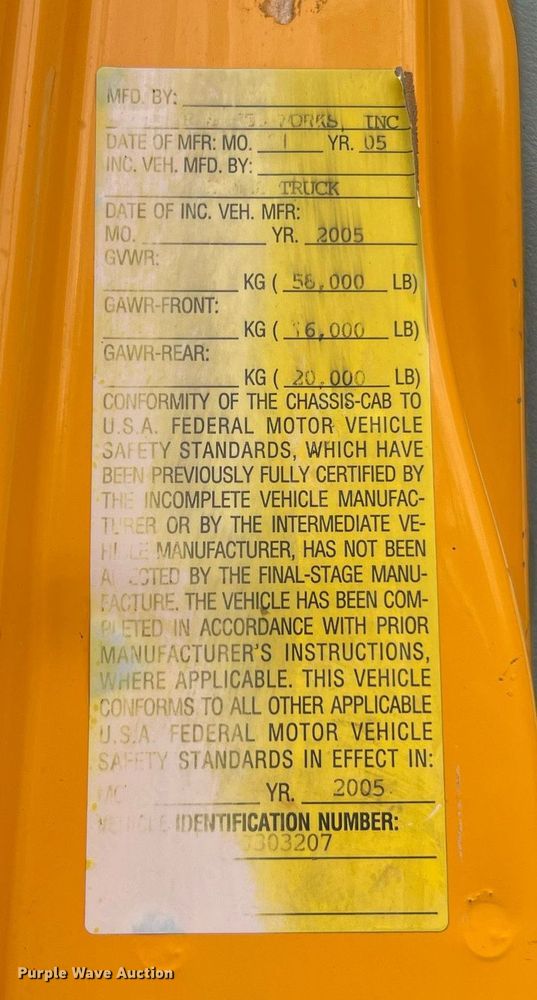 MFD. BY:
WORKS, INC
DATE OF MFR: MO. YR. 05
INC. VEH. MFD. BY:
TRUCK
DATE OF INC. VEH. MFR:
MO. YR. 2005
GVWR:
KG ( 58,000 LB)
GAWR-FRONT:
KG ( 16,000 LB)
GAWR-REAR:
KG ( 20,000 LB)
CONFORMITY OF THE CHASSIS-CAB TO
U.S.A. FEDERAL MOTOR VEHICLE
SAFETY STANDARDS, WHICH HAVE
BEEN PREVIOUSLY FULLY CERTIFIED BY
THE INCOMPLETE VEHICLE MANUFAC-
TURER OR BY THE INTERMEDIATE VE-
HICLE MANUFACTURER, HAS NOT BEEN
AFFECTED BY THE FINAL-STAGE MANU-
FACTURE. THE VEHICLE HAS BEEN COM-
PLETED IN ACCORDANCE WITH PRIOR
MANUFACTURER'S INSTRUCTIONS,
WHERE APPLICABLE. THIS VEHICLE
CONFORMS TO ALL OTHER APPLICABLE
U.S.A. FEDERAL MOTOR VEHICLE
SAFETY STANDARDS IN EFFECT IN:
MO. YR. 2005
VEHICLE IDENTIFICATION NUMBER:
303207
Purple Wave Auction